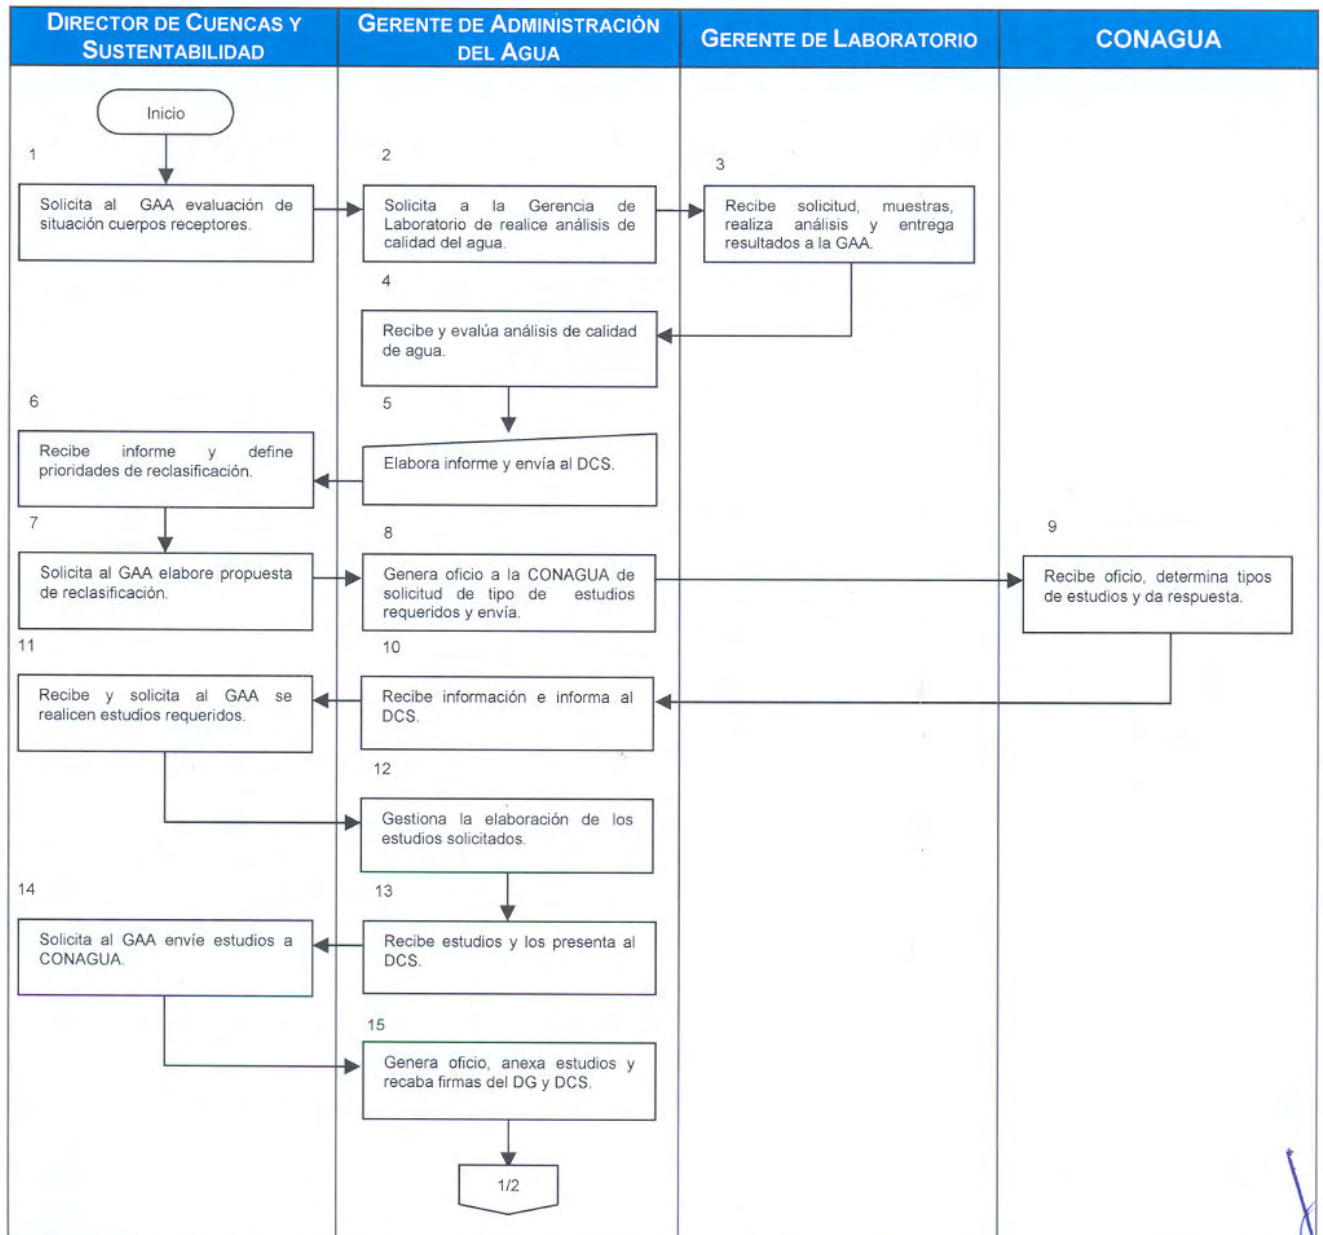 DIRECTOR DE CUENCAS Y
SUSTENTABILIDAD
GERENTE DE ADMINISTRACIÓN
DEL AGUA
GERENTE DE LABORATORIO
CONAGUA
Inicio
1
Solicita al GAA evaluación de
situación cuerpos receptores.
2
Solicita a la Gerencia de
Laboratorio de realice análisis de
calidad del agua.
3
Recibe solicitud, muestras,
realiza análisis y entrega
resultados a la GAA.
4
Recibe y evalúa análisis de calidad
de agua.
5
Elabora informe y envía al DCS.
6
Recibe informe y define
prioridades de reclasificación.
7
Solicita al GAA elabore propuesta
de reclasificación.
8
Genera oficio a la CONAGUA de
solicitud de tipo de estudios
requeridos y envía.
9
Recibe oficio, determina tipos
de estudios y da respuesta.
10
Recibe información e informa al
DCS.
11
Recibe y solicita al GAA se
realicen estudios requeridos.
12
Gestiona la elaboración de los
estudios solicitados.
13
Recibe estudios y los presenta al
DCS.
14
Solicita al GAA envíe estudios a
CONAGUA.
15
Genera oficio, anexa estudios y
recaba firmas del DG y DCS.
1/2